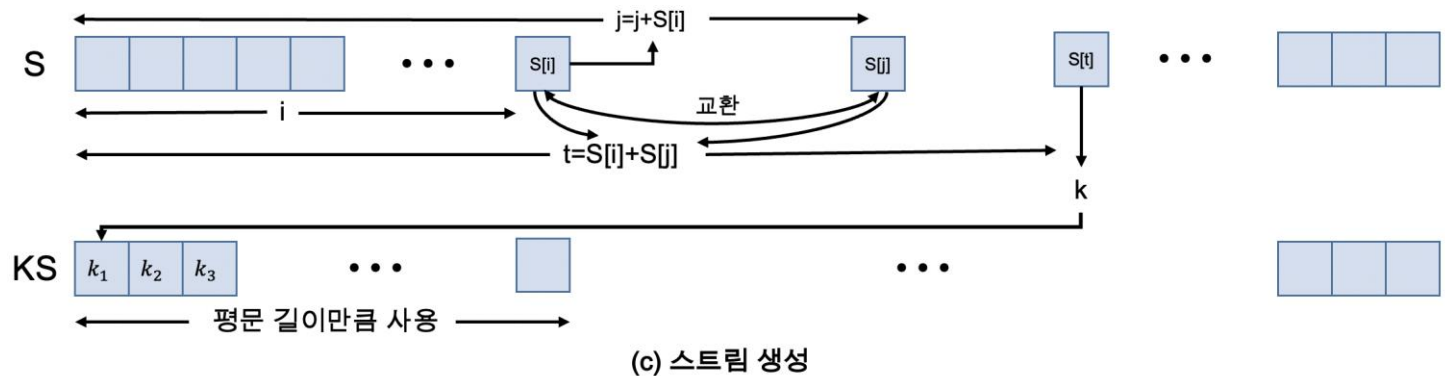 j=j+S[i]
S
S[i]
S[j]
S[t]
i
교환
t=S[i]+S[j]
k
KS
k₁ k₂ k₃
평문 길이만큼 사용
(c) 스트림 생성